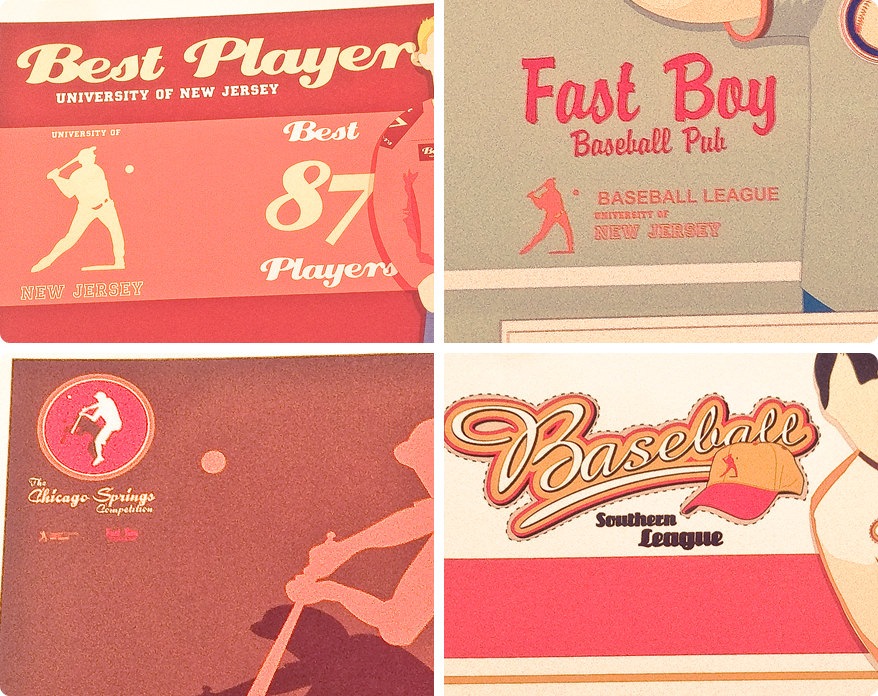 Best Player
UNIVERSITY OF NEW JERSEY
UNIVERSITY OF
NEW JERSEY
Best
87
Players
Fast Boy
Baseball Pub
BASEBALL LEAGUE
UNIVERSITY OF
NEW JERSEY
The
Chicago Springs
Competition
Baseball
Southern
League